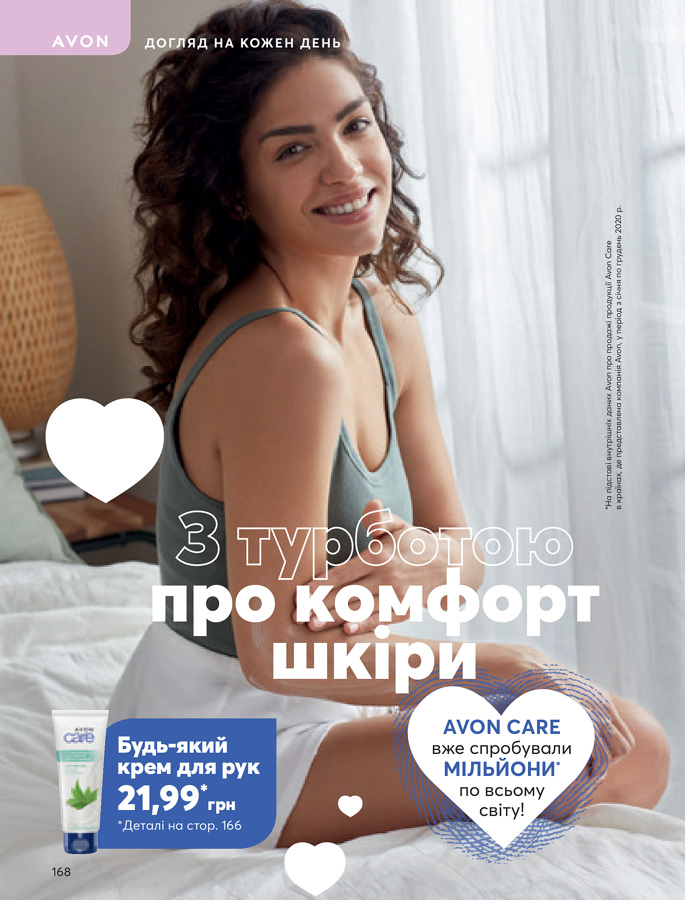 AVON
ДОГЛЯД НА КОЖЕН ДЕНЬ
*На підставі внутрішніх даних Avon про продажі продукції Avon Care
в країнах, де представлена компанія Avon, у період з січня по грудень 2020 р.
З турботою
про комфорт
шкіри
AVON CARE
вже спробували
МІЛЬЙОНИ*
по всьому
світу!
AVON
care
Будь-який
крем для рук
21,99* грн
*Деталі на стор. 166
168